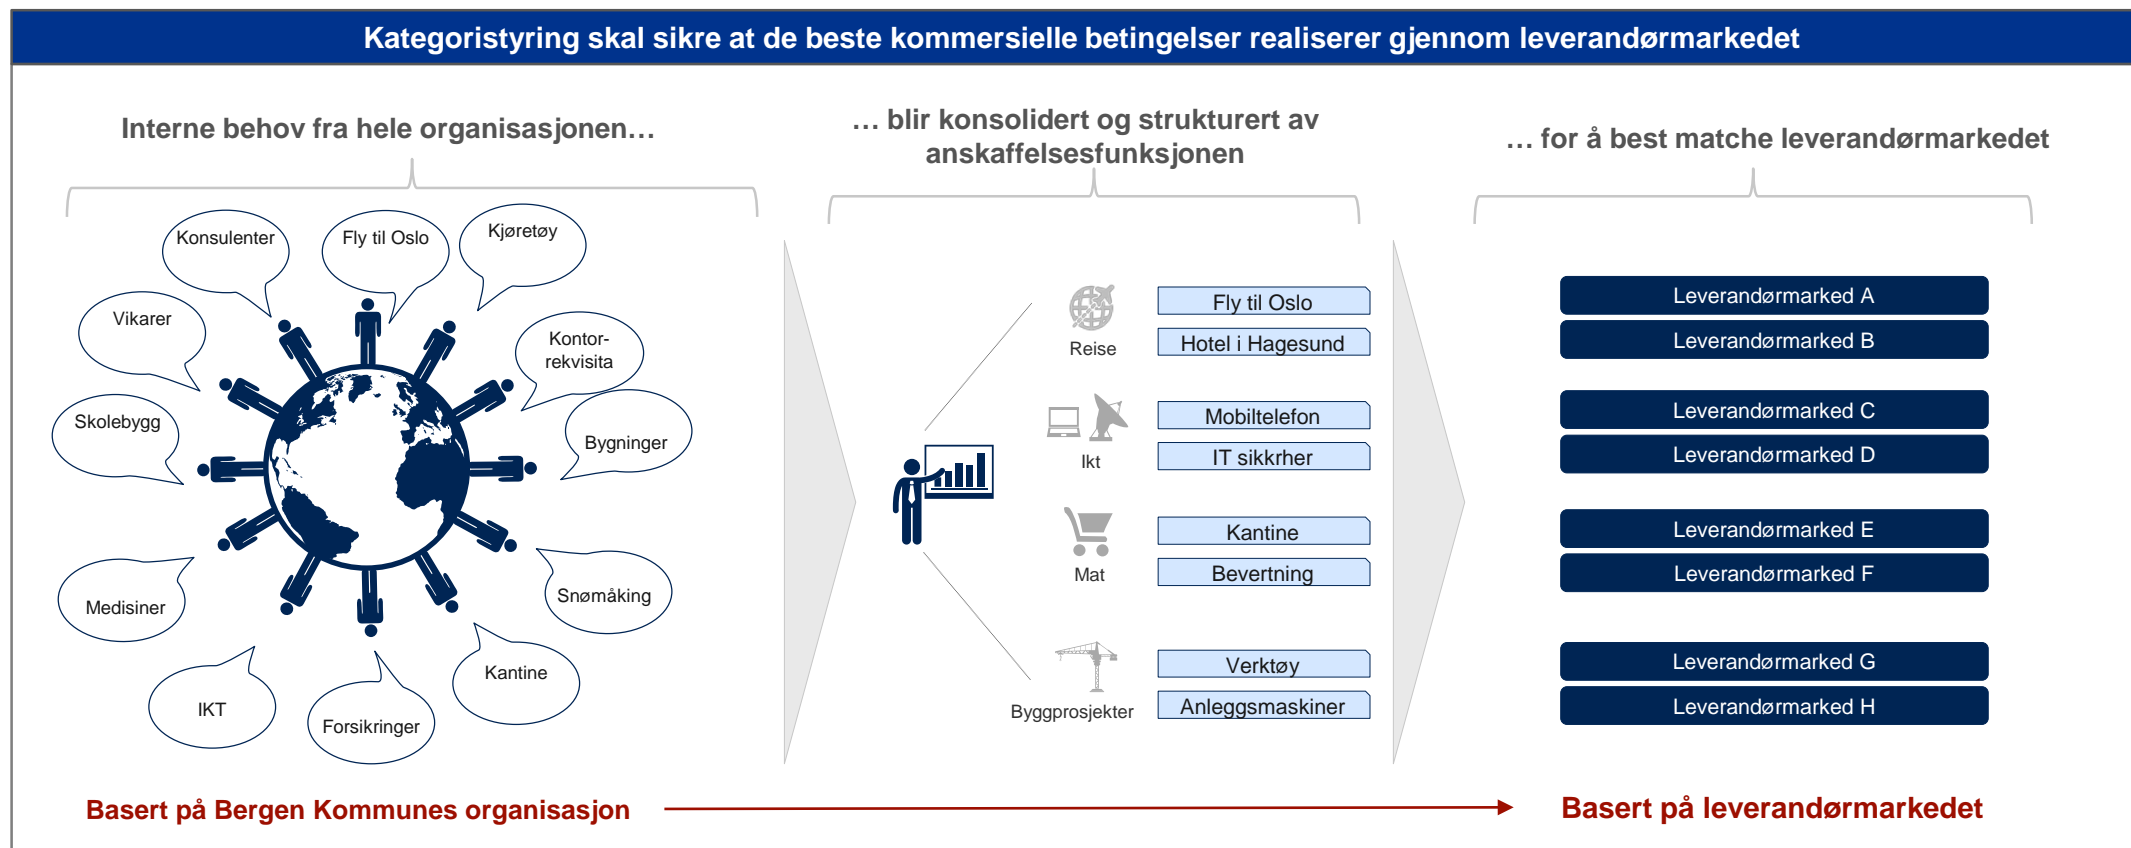 Kategoristyring skal sikre at de beste kommersielle betingelser realiserer gjennom leverandørmarkedet
Interne behov fra hele organisasjonen…
… blir konsolidert og strukturert av
anskaffelsesfunksjonen
… for å best matche leverandørmarkedet
Konsulenter
Fly til Oslo
Kjøretøy
Vikarer
Kontor-
rekvisita
Skolebygg
Bygninger
Medisiner
Snømåking
IKT
Forsikringer
Kantine
Reise
Fly til Oslo
Hotel i Hagesund
Ikt
Mobiltelefon
IT sikkrher
Mat
Kantine
Bevertning
Byggprosjekter
Verktøy
Anleggsmaskiner
Leverandørmarked A
Leverandørmarked B
Leverandørmarked C
Leverandørmarked D
Leverandørmarked E
Leverandørmarked F
Leverandørmarked G
Leverandørmarked H
Basert på Bergen Kommunes organisasjon
Basert på leverandørmarkedet